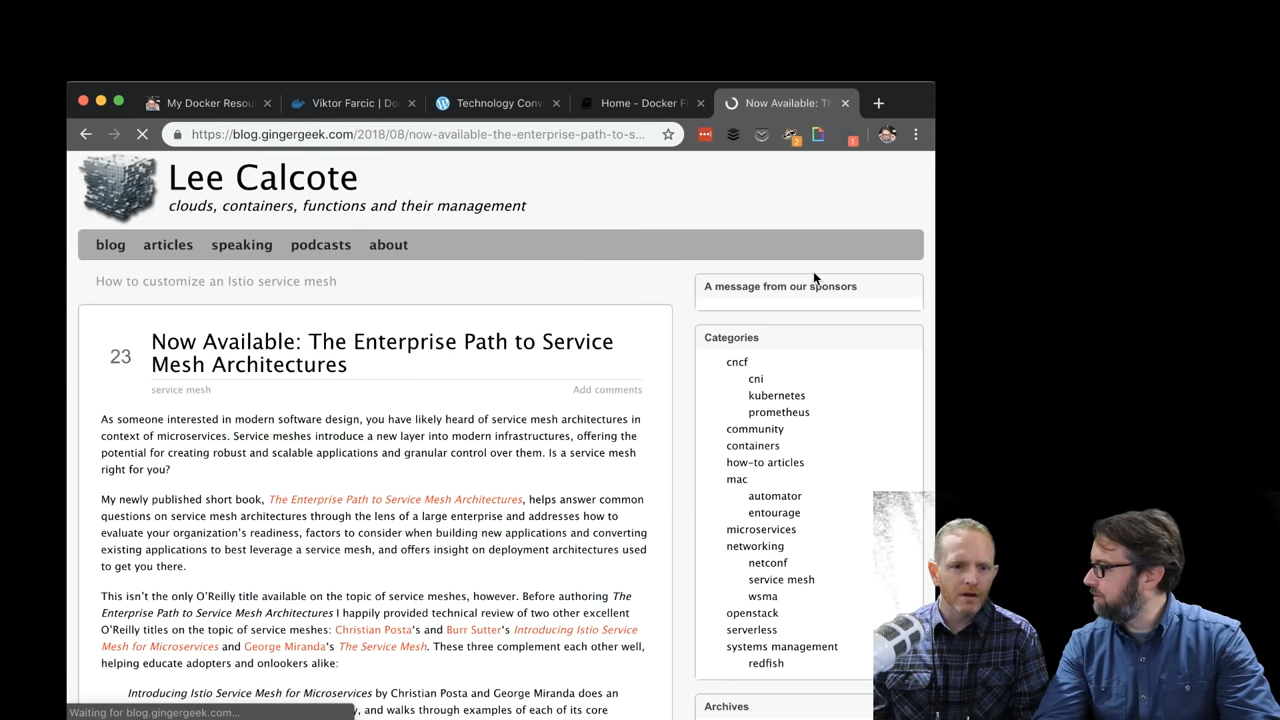 My Docker Resou
Viktor Farcic | Do
Technology Conv
Home - Docker F
Now Available: T
https://blog.gingergeek.com/2018/08/now-available-the-enterprise-path-to-s...
2
1
Lee Calcote
clouds, containers, functions and their management
blog articles speaking podcasts about
How to customize an Istio service mesh
23
Now Available: The Enterprise Path to Service
Mesh Architectures
service mesh
Add comments
As someone interested in modern software design, you have likely heard of service mesh architectures in
context of microservices. Service meshes introduce a new layer into modern infrastructures, offering the
potential for creating robust and scalable applications and granular control over them. Is a service mesh
right for you?
My newly published short book, The Enterprise Path to Service Mesh Architectures, helps answer common
questions on service mesh architectures through the lens of a large enterprise and addresses how to
evaluate your organization's readiness, factors to consider when building new applications and converting
existing applications to best leverage a service mesh, and offers insight on deployment architectures used
to get you there.
This isn't the only O'Reilly title available on the topic of service meshes, however. Before authoring The
Enterprise Path to Service Mesh Architectures I happily provided technical review of two other excellent
O'Reilly titles on the topic of service meshes: Christian Posta's and Burr Sutter's Introducing Istio Service
Mesh for Microservices and George Miranda's The Service Mesh. These three complement each other well,
helping educate adopters and onlookers alike:
Introducing Istio Service Mesh for Microservices by Christian Posta and George Miranda does an
y, and walks through examples of each of its core
Waiting for blog.gingergeek.com...
A message from our sponsors
Categories
cncf
cni
kubernetes
prometheus
community
containers
how-to articles
mac
automator
entourage
microservices
networking
netconf
service mesh
wsma
openstack
serverless
systems management
redfish
Archives